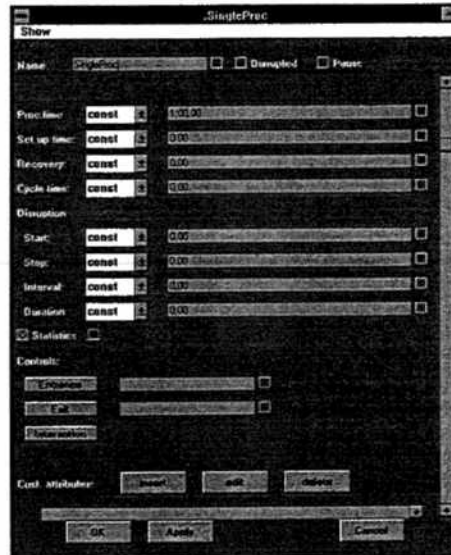 .SingleProc
Show
Name: SingleProc Disrupted Pause
Proc.time: const 1:00.00
Set up time: const 0.00
Recovery: const 0.00
Cycle time: const 0.00
Disruption
Start: const 0.00
Stop: const 0.00
Interval: const 0.00
Duration: const 0.00
Statistics
Controls:
Entrance
Exit
Cust. attributes: insert edit delete
OK Apply Cancel